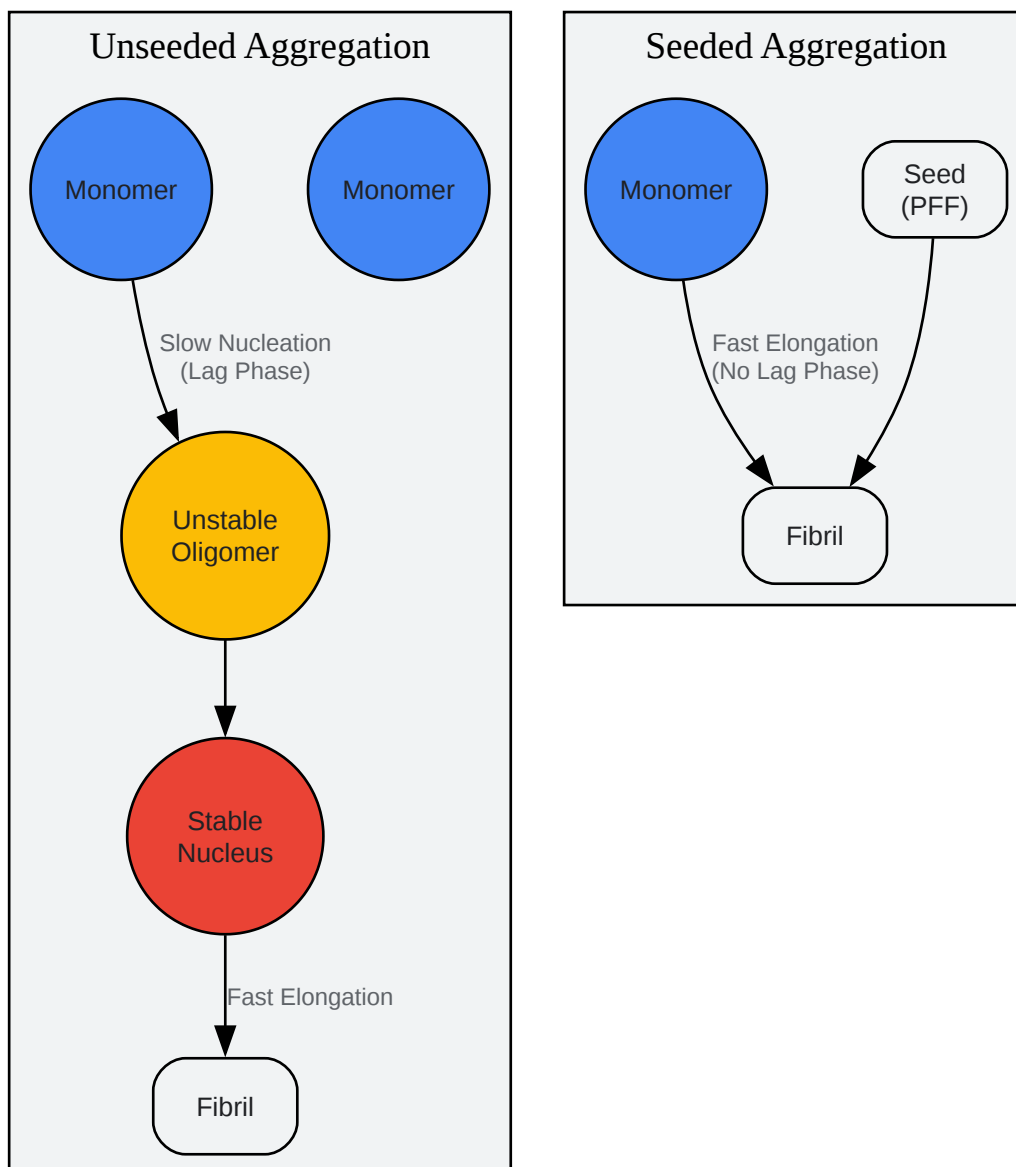 Unseeded Aggregation
Monomer
Monomer
Slow Nucleation
(Lag Phase)
Unstable
Oligomer
Stable
Nucleus
Fast Elongation
Fibril
Seeded Aggregation
Monomer
Seed
(PFF)
Fast Elongation
(No Lag Phase)
Fibril